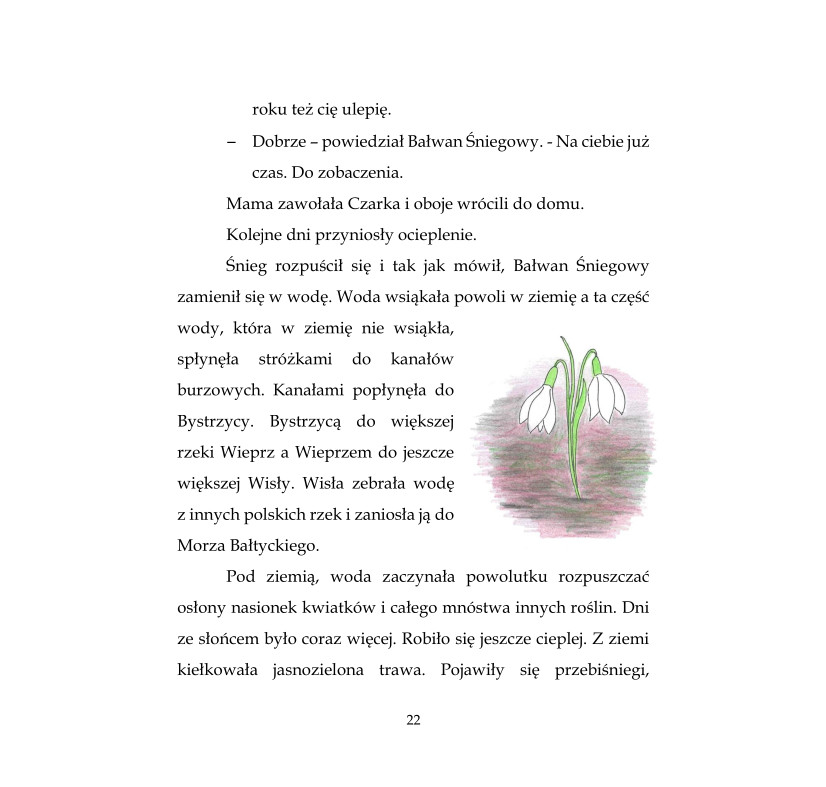 roku też cię ulepię.
– Dobrze – powiedział Bałwan Śniegowy. - Na ciebie już
czas. Do zobaczenia.
Mama zawołała Czarka i oboje wrócili do domu.
Kolejne dni przyniosły ocieplenie.
Śnieg rozpuścił się i tak jak mówił, Bałwan Śniegowy
zamienił się w wodę. Woda wsiąkała powoli w ziemię a ta część
wody, która w ziemię nie wsiąkła,
spłynęła stróżkami do kanałów
burzowych. Kanałami popłynęła do
Bystrzycy. Bystrzycą do większej
rzeki Wieprz a Wieprzem do jeszcze
większej Wisły. Wisła zebrała wodę
z innych polskich rzek i zaniosła ją do
Morza Bałtyckiego.
Pod ziemią, woda zaczynała powolutku rozpuszczać
osłony nasionek kwiatków i całego mnóstwa innych roślin. Dni
ze słońcem było coraz więcej. Robiło się jeszcze cieplej. Z ziemi
kiełkowała jasnozielona trawa. Pojawiły się przebiśniegi,
22